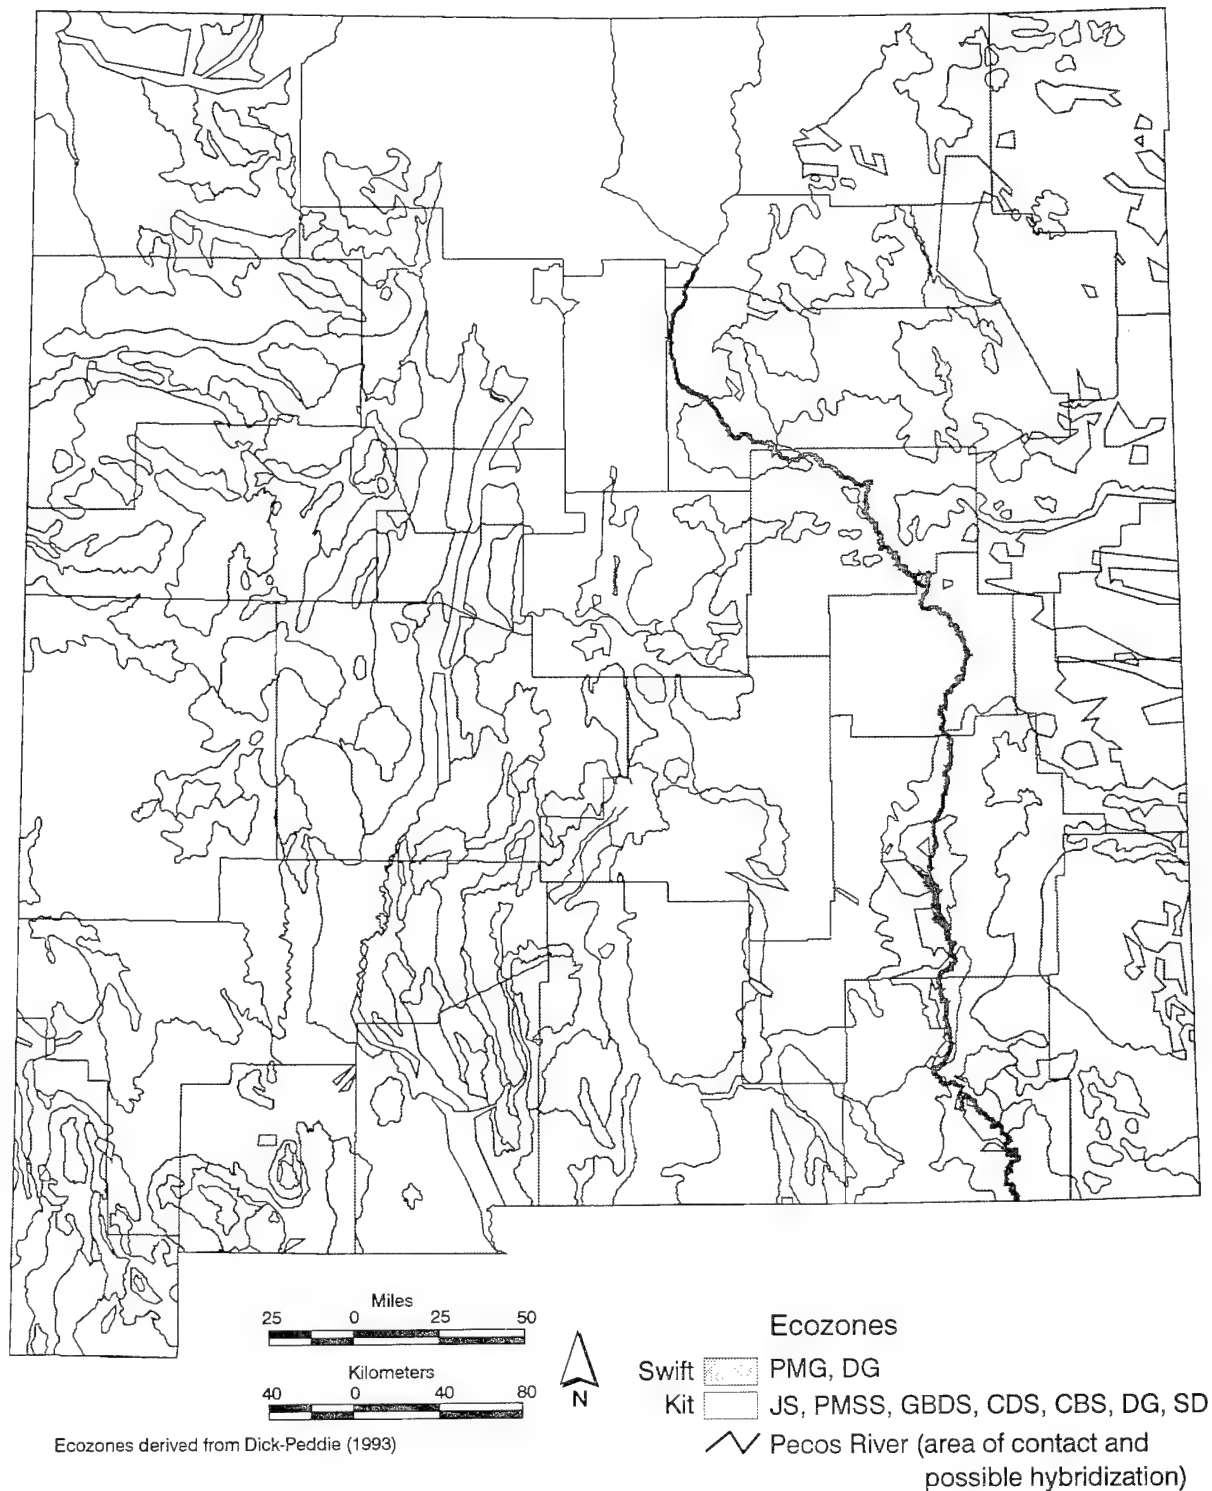 Miles
25 0 25 50
Kilometers
40 0 40 80
N
Ecozones derived from Dick-Peddie (1993)
Ecozones
Swift PMG, DG
Kit JS, PMSS, GBDS, CDS, CBS, DG, SD
Pecos River (area of contact and
possible hybridization)